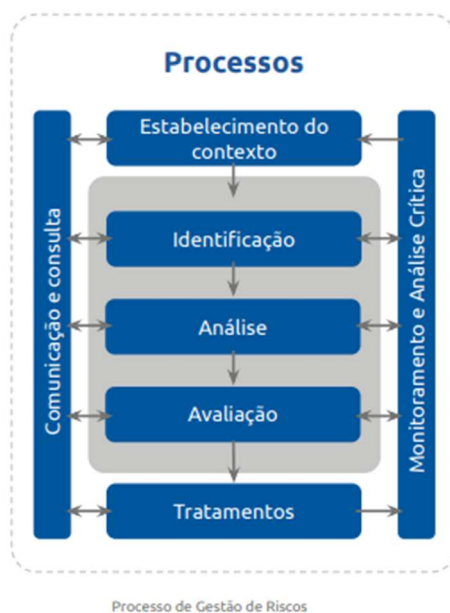 Processos
Estabelecimento do
contexto
Comunicação e consulta
Identificação
Análise
Avaliação
Tratamentos
Monitoramento e Análise Crítica
Processo de Gestão de Riscos